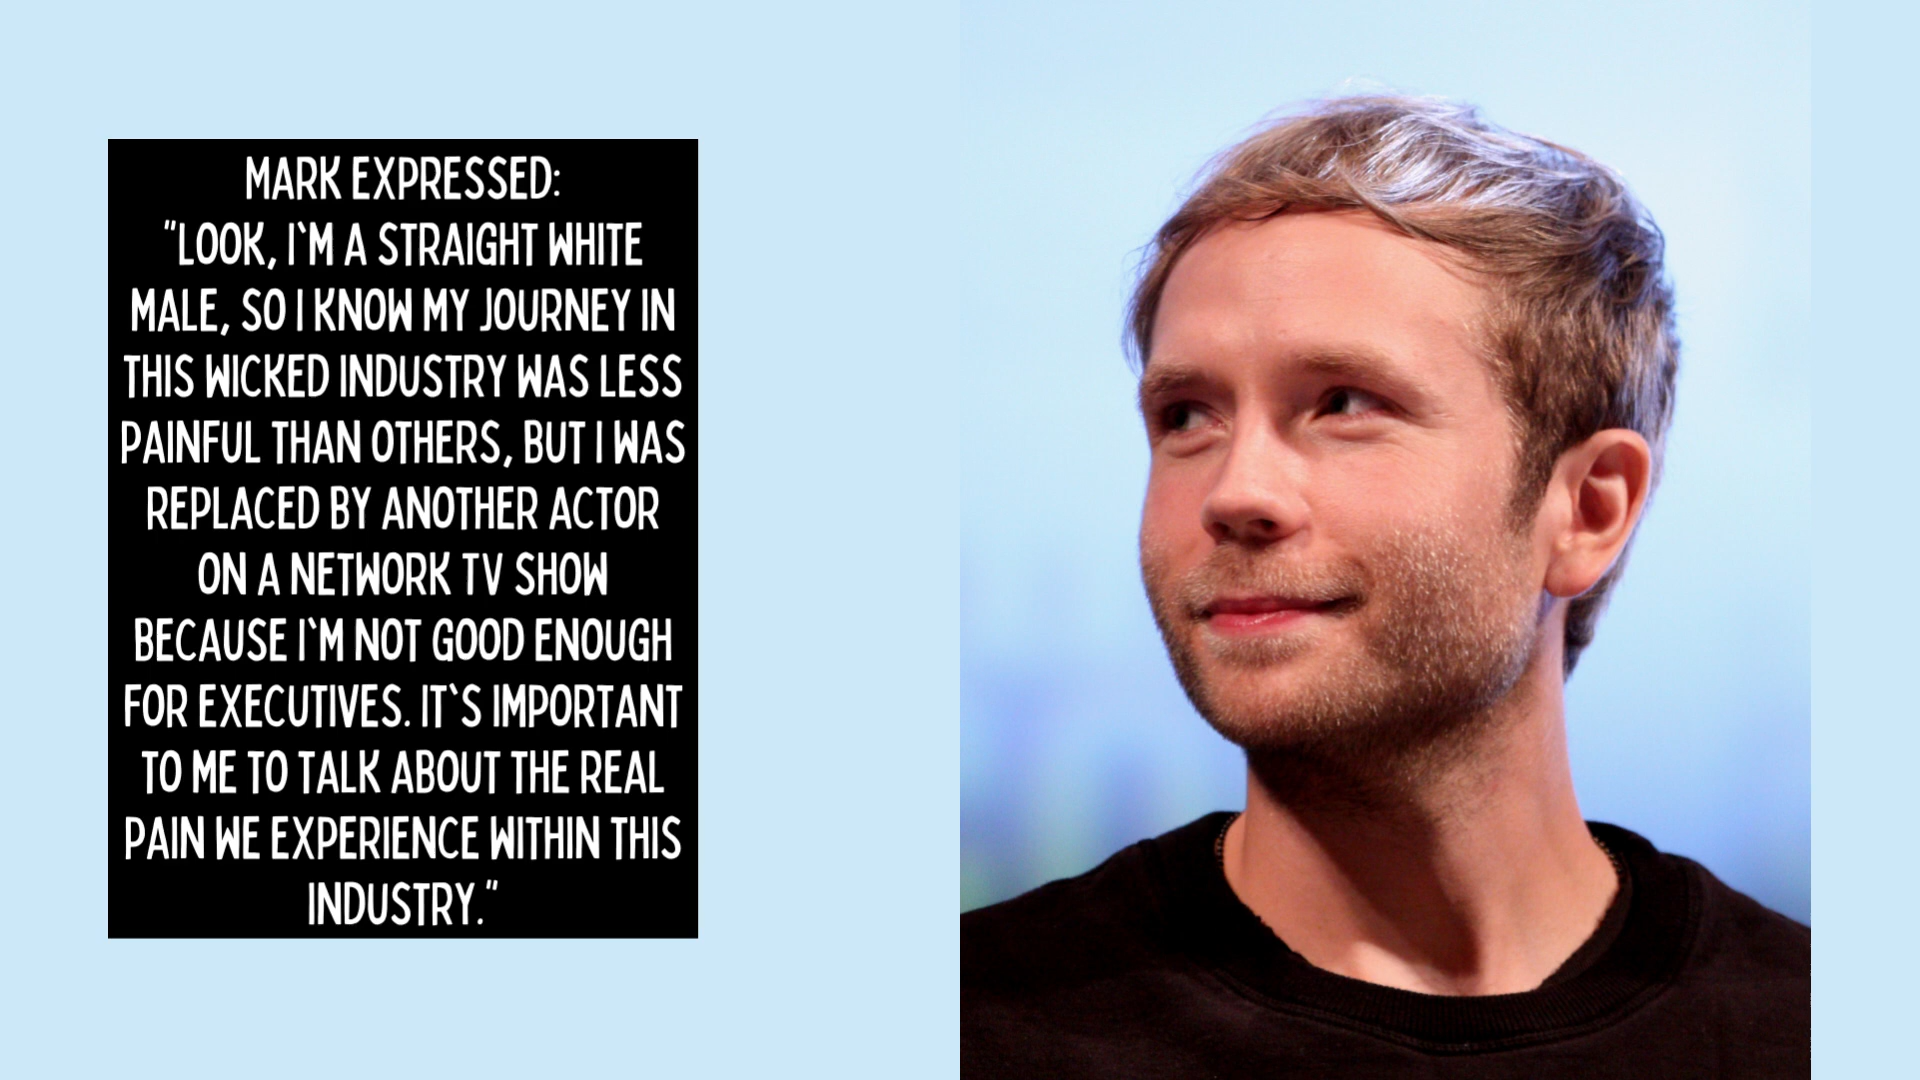 MARK EXPRESSED:
"LOOK, I`M A STRAIGHT WHITE
MALE, SO I KNOW MY JOURNEY IN
THIS WICKED INDUSTRY WAS LESS
PAINFUL THAN OTHERS, BUT I WAS
REPLACED BY ANOTHER ACTOR
ON A NETWORK TV SHOW
BECAUSE I`M NOT GOOD ENOUGH
FOR EXECUTIVES. IT`S IMPORTANT
TO ME TO TALK ABOUT THE REAL
PAIN WE EXPERIENCE WITHIN THIS
INDUSTRY."